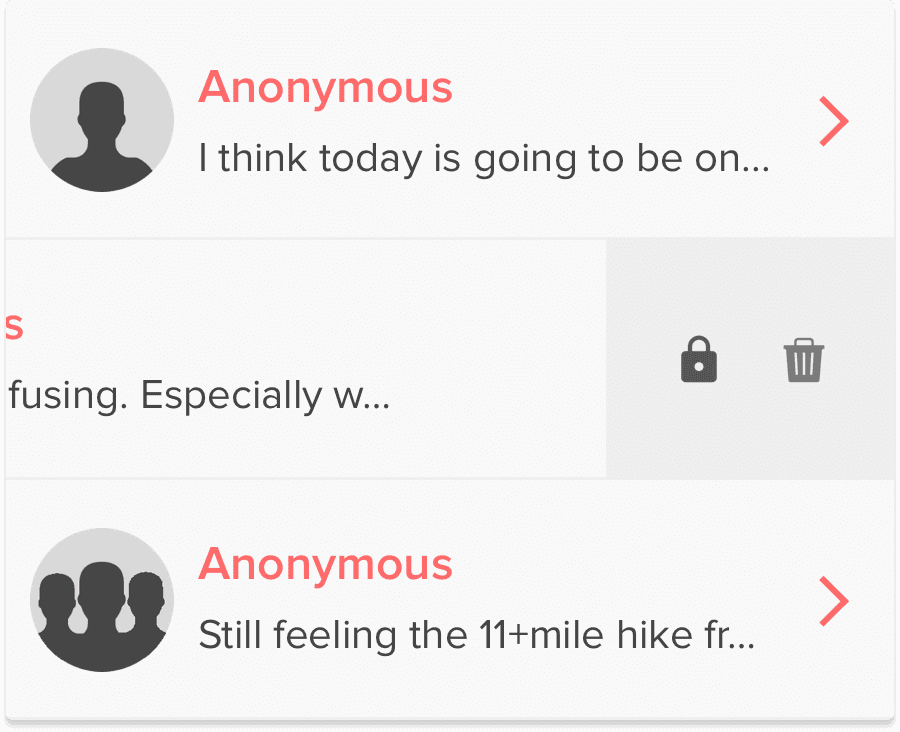 Anonymous
I think today is going to be on...
s
fusing. Especially w...
Anonymous
Still feeling the 11+mile hike fr...